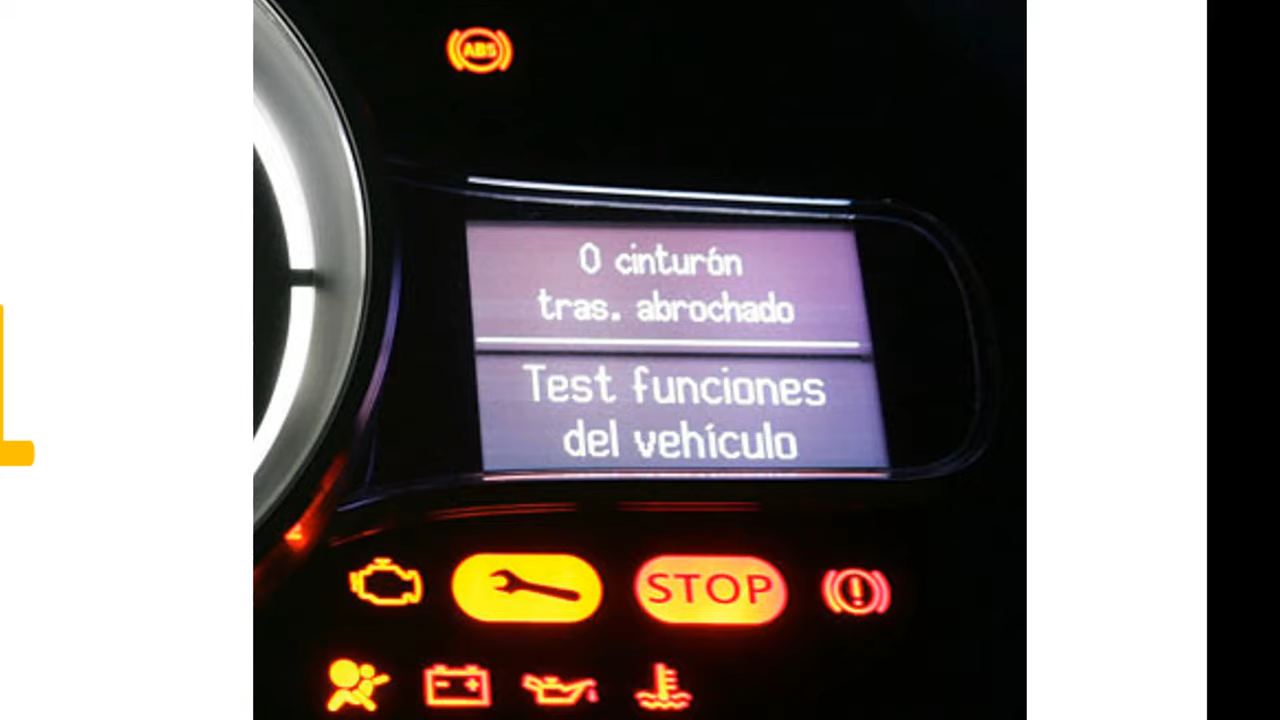 ABS
0 cinturón
tras. abrochado
Test funciones
del vehículo
STOP